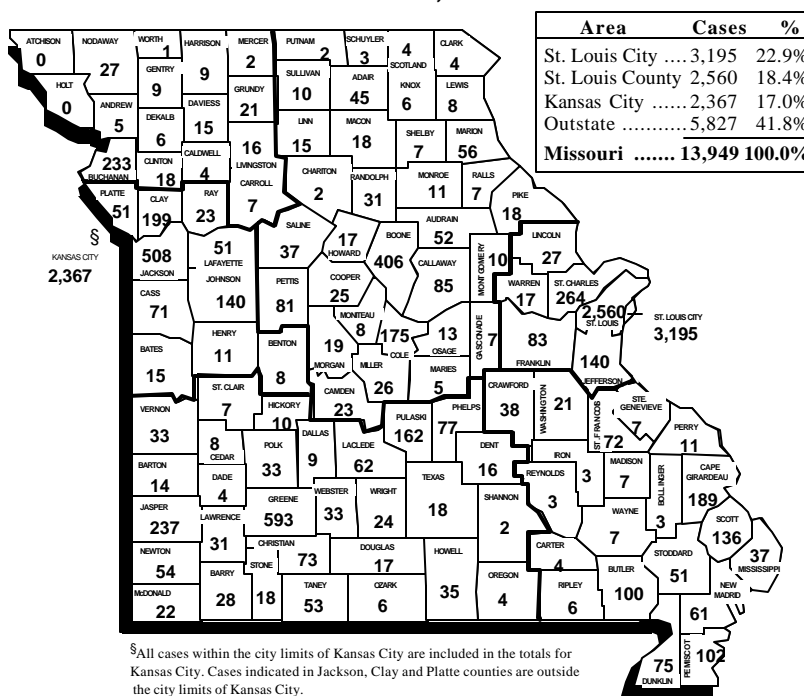 Area Cases %
St. Louis City .... 3,195 22.9%
St. Louis County 2,560 18.4%
Kansas City ...... 2,367 17.0%
Outstate .......... 5,827 41.8%
Missouri ....... 13,949 100.0%
ATCHISON
0
NODAWAY
27
WORTH
1
HARRISON
9
MERCER
2
PUTNAM
2
SCHUYLER
3
4
SCOTLAND
CLARK
4
HOLT
0
GENTRY
9
GRUNDY
21
SULLIVAN
10
ADAIR
45
KNOX
6
LEWIS
8
ANDREW
5
DEKALB
6
DAVIESS
15
16
LIVINGSTON
LINN
15
MACON
18
SHELBY
7
MARION
56
233
BUCHANAN
CLINTON
18
CALDWELL
4
CARROLL
7
CHARITON
2
RANDOLPH
31
MONROE
11
RALLS
7
PIKE
18
PLATTE
51
CLAY
199
RAY
23
SALINE
37
17
HOWARD
BOONE
406
AUDRAIN
52
LINCOLN
27
§
KANSAS CITY
2,367
508
JACKSON
51
LAFAYETTE
JOHNSON
140
PETTIS
81
COOPER
25
CALLAWAY
85
MONTGOMERY
10
WARREN
17
ST. CHARLES
264
2,560
ST. LOUIS
ST. LOUIS CITY
3,195
CASS
71
MONITEAU
8
175
COLE
13
OSAGE
GASCONADE
7
83
FRANKLIN
140
JEFFERSON
BATES
15
HENRY
11
BENTON
8
19
MORGAN
MILLER
26
MARIES
5
CAMDEN
23
VERNON
33
ST. CLAIR
7
HICKORY
10
PULASKI
162
PHELPS
77
CRAWFORD
38
WASHINGTON
21
ST. FRANCOIS
72
STE.
GENEVIEVE
7
PERRY
11
8
CEDAR
POLK
33
DALLAS
9
LACLEDE
62
DENT
16
IRON
3
MADISON
7
BOLLINGER
3
CAPE
GIRARDEAU
189
BARTON
14
DADE
4
GREENE
593
WEBSTER
33
WRIGHT
24
TEXAS
18
SHANNON
2
REYNOLDS
3
WAYNE
7
SCOTT
136
37
MISSISSIPPI
JASPER
237
LAWRENCE
31
CHRISTIAN
73
DOUGLAS
17
HOWELL
35
CARTER
4
BUTLER
100
STODDARD
51
NEW
MADRID
61
NEWTON
54
BARRY
28
STONE
18
TANEY
53
OZARK
6
OREGON
4
RIPLEY
6
McDONALD
22
75
DUNKLIN
PEMISCOT
102
§All cases within the city limits of Kansas City are included in the totals for
Kansas City. Cases indicated in Jackson, Clay and Platte counties are outside
the city limits of Kansas City.